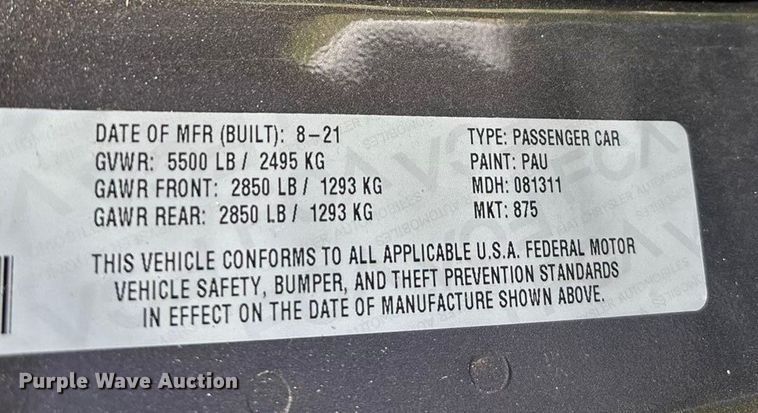 DATE OF MFR (BUILT): 8-21 TYPE: PASSENGER CAR
GVWR: 5500 LB / 2495 KG PAINT: PAU
GAWR FRONT: 2850 LB / 1293 KG MDH: 081311
GAWR REAR: 2850 LB / 1293 KG MKT: 875
THIS VEHICLE CONFORMS TO ALL APPLICABLE U.S.A. FEDERAL MOTOR
VEHICLE SAFETY, BUMPER, AND THEFT PREVENTION STANDARDS
IN EFFECT ON THE DATE OF MANUFACTURE SHOWN ABOVE.
Purple Wave Auction